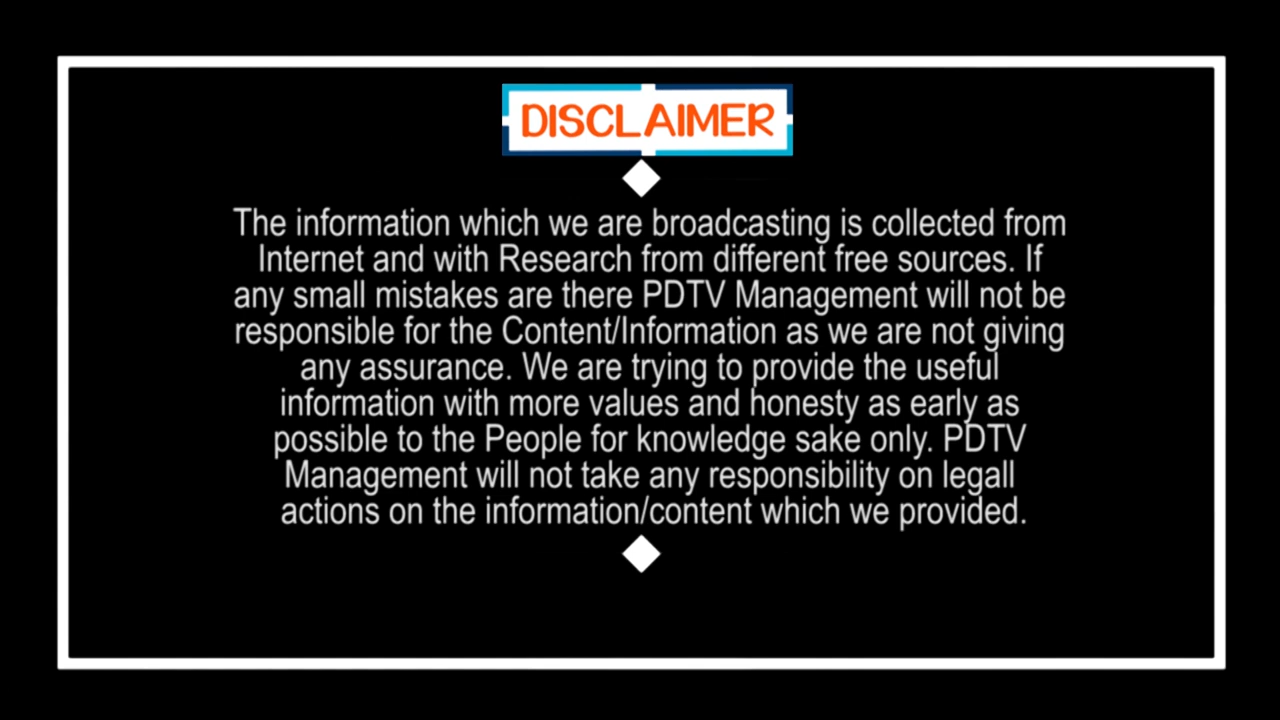 DISCLAIMER
The information which we are broadcasting is collected from
Internet and with Research from different free sources. If
any small mistakes are there PDTV Management will not be
responsible for the Content/Information as we are not giving
any assurance. We are trying to provide the useful
information with more values and honesty as early as
possible to the People for knowledge sake only. PDTV
Management will not take any responsibility on legall
actions on the information/content which we provided.